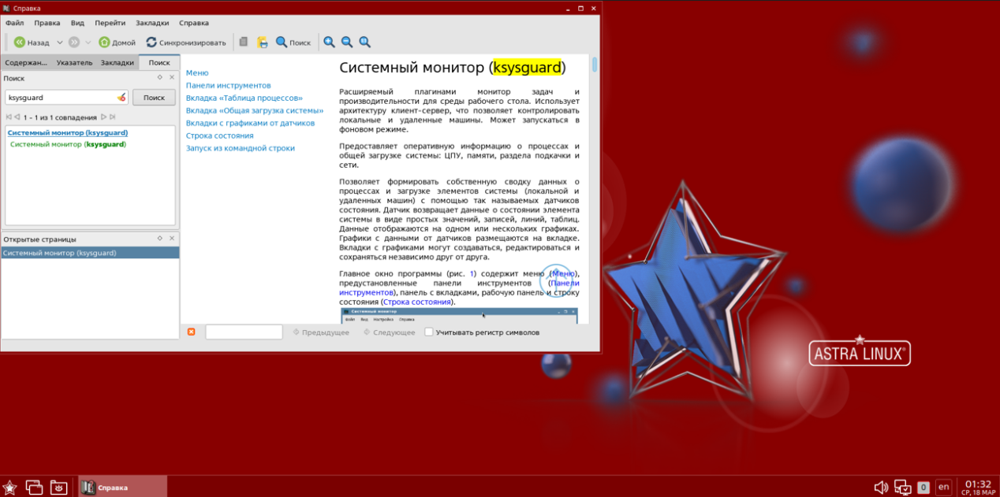 Справка
Файл Правка Вид Перейти Закладки Справка
Назад Домой Синхронизировать Поиск
Содержан... Указатель Закладки Поиск
Поиск
ksysguard Поиск
1 - 1 из 1 совпадения
Системный монитор (ksysguard)
Системный монитор (ksysguard)
Открытые страницы
Системный монитор (ksysguard)
Меню
Панели инструментов
Вкладка «Таблица процессов»
Вкладка «Общая загрузка системы»
Вкладки с графиками от датчиков
Строка состояния
Запуск из командной строки
Системный монитор (ksysguard)
Расширяемый плагинами монитор задач и
производительности для среды рабочего стола. Использует
архитектуру клиент-сервер, что позволяет контролировать
локальные и удаленные машины. Может запускаться в
фоновом режиме.
Предоставляет оперативную информацию о процессах и
общей загрузке системы: ЦПУ, памяти, раздела подкачки и
сети.
Позволяет формировать собственную сводку данных о
процессах и загрузке элементов системы (локальной и
удаленных машин) с помощью так называемых датчиков
состояния. Датчик возвращает данные о состоянии элемента
системы в виде простых значений, записей, линий, таблиц.
Данные отображаются на одном или нескольких графиках.
Графики с данными от датчиков размещаются на вкладке.
Вкладки с графиками могут создаваться, редактироваться и
сохраняться независимо друг от друга.
Главное окно программы (рис. 1) содержит меню (Меню),
предустановленные панели инструментов (Панели
инструментов), панель с вкладками, рабочую панель и строку
состояния (Строка состояния).
Системный монитор
Файл Вид Настройка Справка
Предыдущее Следующее Учитывать регистр символов
ASTRA LINUX®
Справка
0 en 01:32
СР, 18 МАР